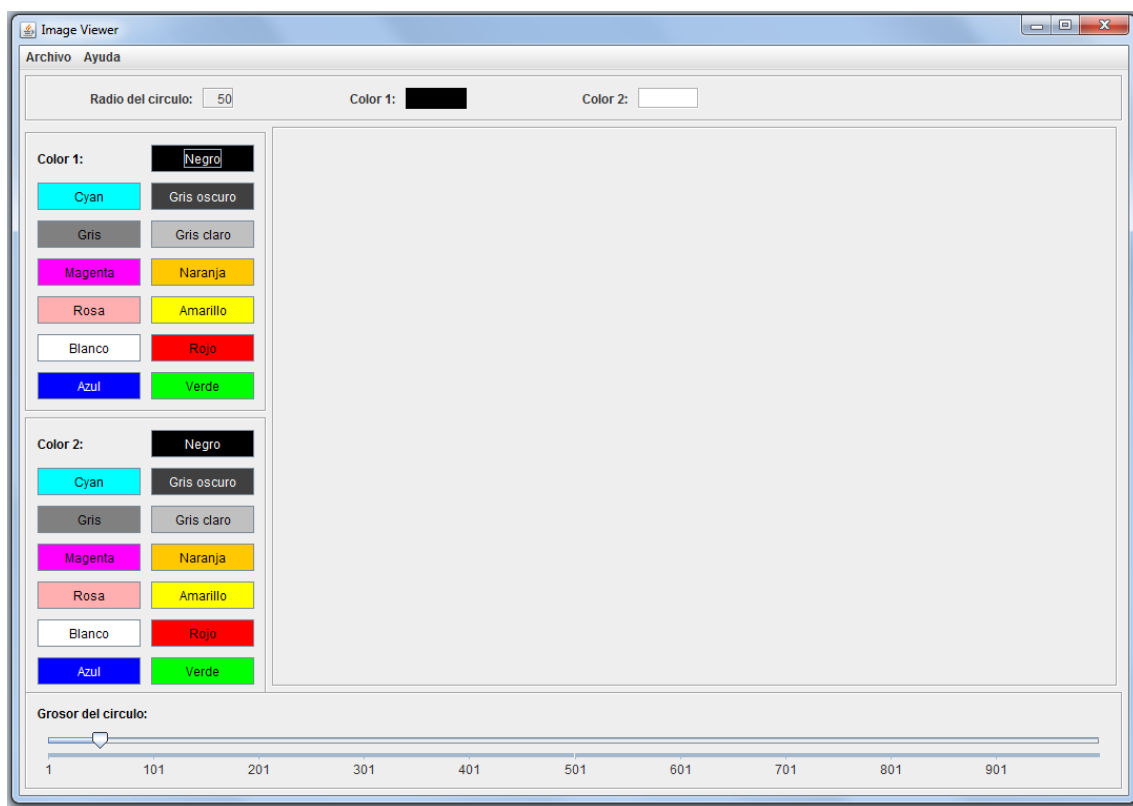 Image Viewer
Archivo Ayuda
Radio del circulo: 50 Color 1: Color 2:
Color 1: Negro
Cyan Gris oscuro
Gris Gris claro
Magenta Naranja
Rosa Amarillo
Blanco Rojo
Azul Verde
Color 2: Negro
Cyan Gris oscuro
Gris Gris claro
Magenta Naranja
Rosa Amarillo
Blanco Rojo
Azul Verde
Grosor del circulo:
1 101 201 301 401 501 601 701 801 901